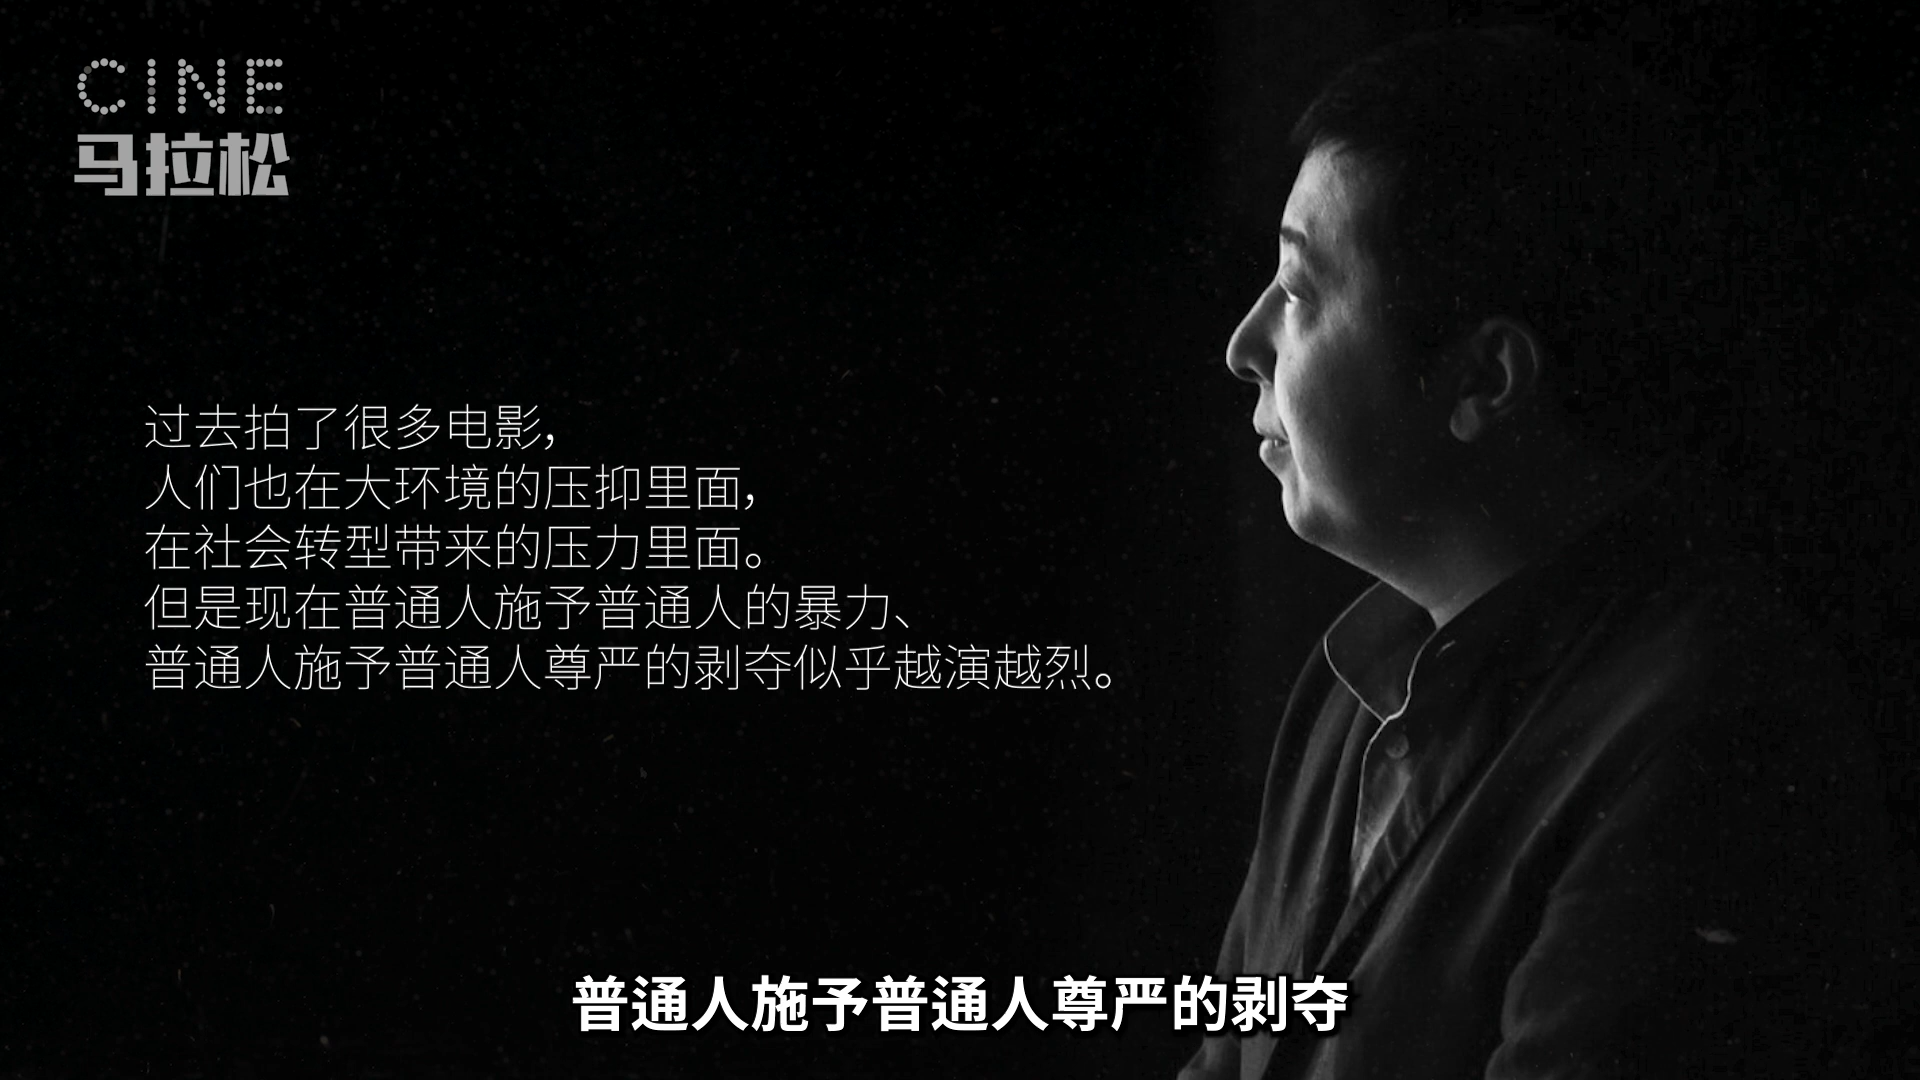 CINE
马拉松
过去拍了很多电影，
人们也在大环境的压抑里面，
在社会转型带来的压力里面。
但是现在普通人施予普通人的暴力、
普通人施予普通人尊严的剥夺似乎越演越烈。
普通人施予普通人尊严的剥夺